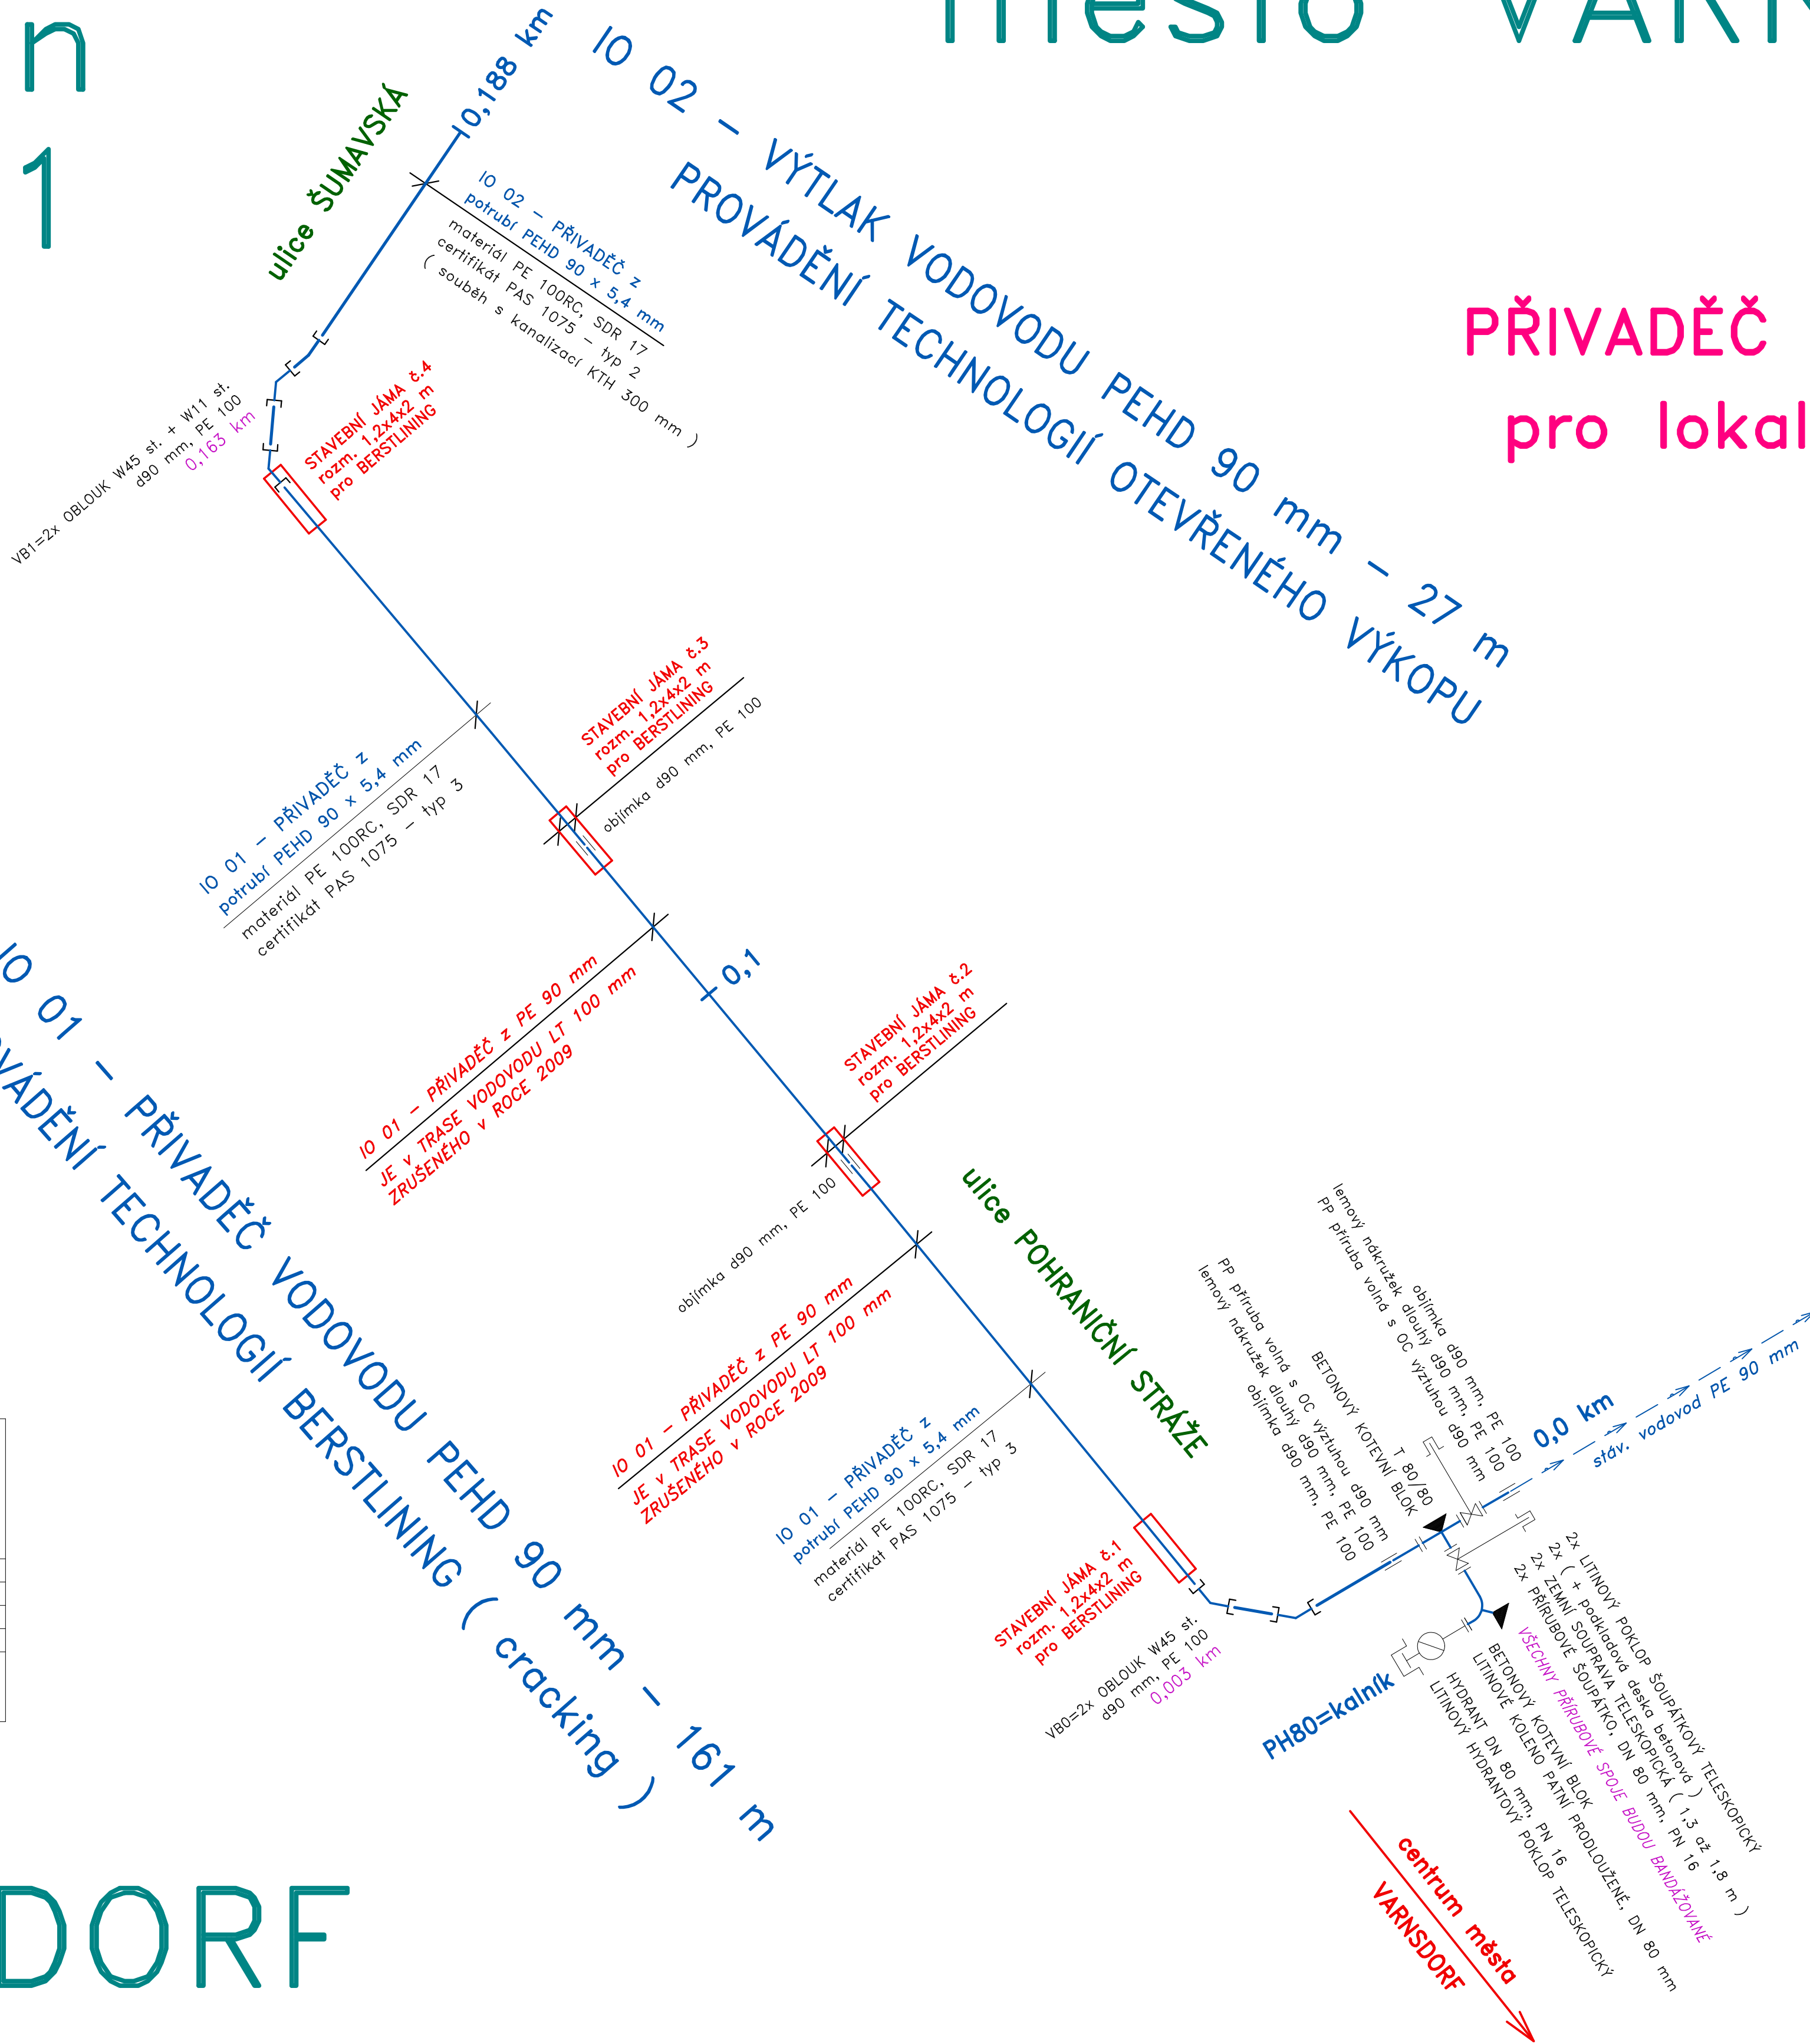 n
1
město
ulice ŠUMAVSKÁ
0,188 km
IO 02 – VÝTLAK VODOVODU PEHD 90 mm – 27 m
PROVÁDĚNÍ TECHNOLOGIÍ OTEVŘENÉHO VÝKOPU
IO 02 – PŘIVADĚČ z
potrubí PEHD 90 x 5,4 mm
materiál PE 100RC, SDR 17
certifikát PAS 1075 – typ 2
( souběh s kanalizací KTH 300 mm )
PŘIVADĚČ
pro lokal
VB1=2x OBLOUK W45 st. + W11 st.
d90 mm, PE 100
0,163 km
STAVEBNÍ JÁMA č.4
rozm. 1,2x4x2 m
pro BERSTLINING
STAVEBNÍ JÁMA č.3
rozm. 1,2x4x2 m
pro BERSTLINING
objímka d90 mm, PE 100
IO 01 – PŘIVADĚČ z
potrubí PEHD 90 x 5,4 mm
materiál PE 100RC, SDR 17
certifikát PAS 1075 – typ 3
IO 01 – PŘIVADĚČ z PE 90 mm
JE v TRASE VODOVODU LT 100 mm
ZRUŠENÉHO v ROCE 2009
0,1
STAVEBNÍ JÁMA č.2
rozm. 1,2x4x2 m
pro BERSTLINING
objímka d90 mm, PE 100
IO 01 – PŘIVADĚČ VODOVODU PEHD 90 mm – 161 m
OVÁDĚNÍ TECHNOLOGIÍ BERSTLINING ( cracking )
ulice POHRANIČNÍ STRÁŽE
IO 01 – PŘIVADĚČ z PE 90 mm
JE v TRASE VODOVODU LT 100 mm
ZRUŠENÉHO v ROCE 2009
IO 01 – PŘIVADĚČ z
potrubí PEHD 90 x 5,4 mm
materiál PE 100RC, SDR 17
certifikát PAS 1075 – typ 3
STAVEBNÍ JÁMA č.1
rozm. 1,2x4x2 m
pro BERSTLINING
VB0=2x OBLOUK W45 st.
d90 mm, PE 100
0,003 km
objímka d90 mm, PE 100
lemový nákružek dlouhý d90 mm, PE 100
PP příruba volná s OC výztuhou d90 mm
PP příruba volná s OC výztuhou d90 mm
lemový nákružek dlouhý d90 mm, PE 100
objímka d90 mm, PE 100
BETONOVÝ KOTEVNÍ BLOK
T 80/80
0,0 km
stáv. vodovod PE 90 mm
2x LITINOVÝ POKLOP ŠOUPÁTKOVÝ TELESKOPICKÝ
2x ( + podkladová deska betonová )
2x ZEMNÍ SOUPRAVA TELESKOPICKÁ ( 1,3 až 1,8 m )
2x PŘÍRUBOVÉ ŠOUPÁTKO, DN 80 mm, PN 16
VŠECHNY PŘÍRUBOVÉ SPOJE BUDOU BANDÁŽOVANÉ
BETONOVÝ KOTEVNÍ BLOK
LITINOVÉ KOLENO PATNÍ PRODLOUŽENÉ, DN 80 mm
HYDRANT DN 80 mm, PN 16
LITINOVÝ HYDRANTOVÝ POKLOP TELESKOPICKÝ
PH80=kalník
centrum města
VARNSDORF
DORF